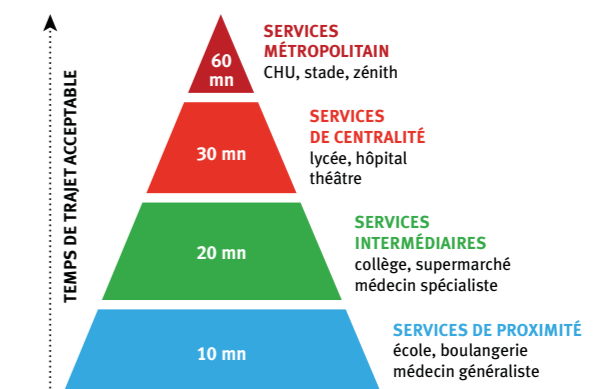 TEMPS DE TRAJET ACCEPTABLE
60
mn
SERVICES
MÉTROPOLITAIN
CHU, stade, zénith
30 mn
SERVICES
DE CENTRALITÉ
lycée, hôpital
théâtre
20 mn
SERVICES
INTERMÉDIAIRES
collège, supermarché
médecin spécialiste
10 mn
SERVICES DE PROXIMITÉ
école, boulangerie
médecin généraliste